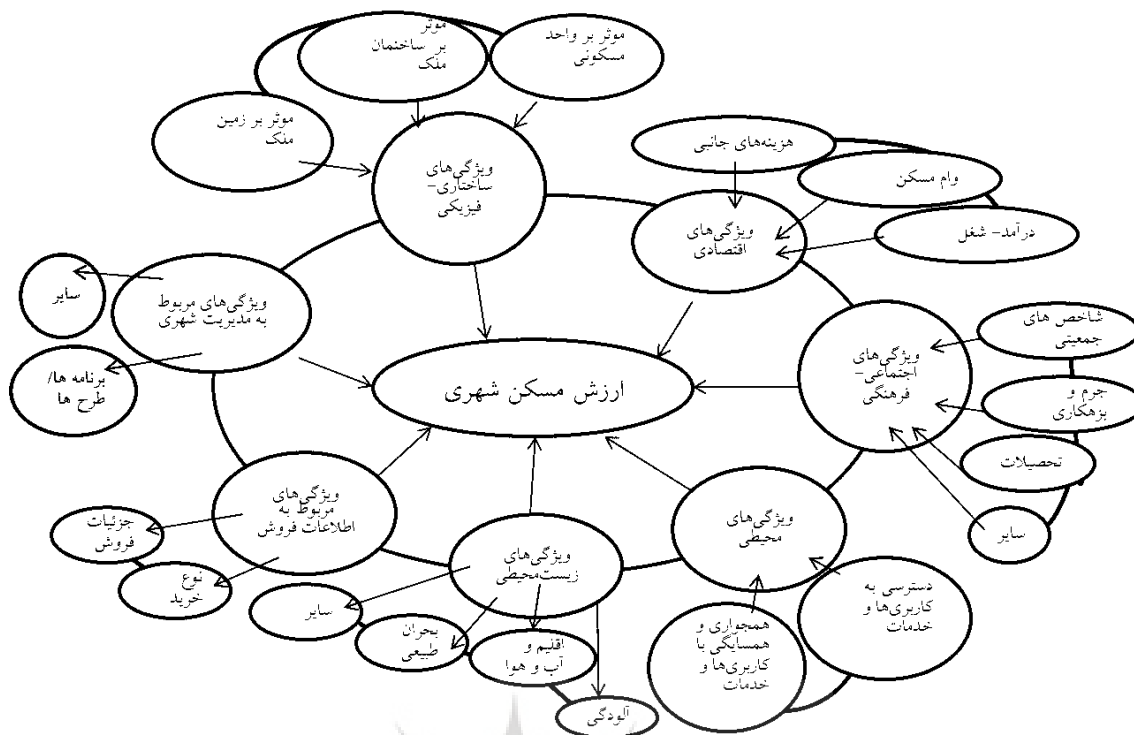 موثر
بر ساختمان
ملک
موثر بر واحد
مسکونی
موثر بر زمین
ملک
ویژگی‌های
ساختاری-
فیزیکی
هزینه‌های جانبی
وام مسکن
درآمد- شغل
ویژگی‌های
اقتصادی
شاخص های
جمعیتی
جرم و
بزهکاری
تحصیلات
سایر
ویژگی‌های
اجتماعی-
فرهنگی
ویژگی‌های مربوط
به مدیریت شهری
سایر
برنامه ها/
طرح ها
ارزش مسکن شهری
ویژگی‌های
مربوط به
اطلاعات فروش
جزئیات
فروش
نوع
خرید
ویژگی‌های
زیست‌محیطی
سایر
بحران
طبیعی
اقلیم و
آب و هوا
آلودگی
ویژگی‌های
محیطی
همجواری و
همسایگی با
کاربری‌ها و
خدمات
دسترسی به
کاربری‌ها و
خدمات